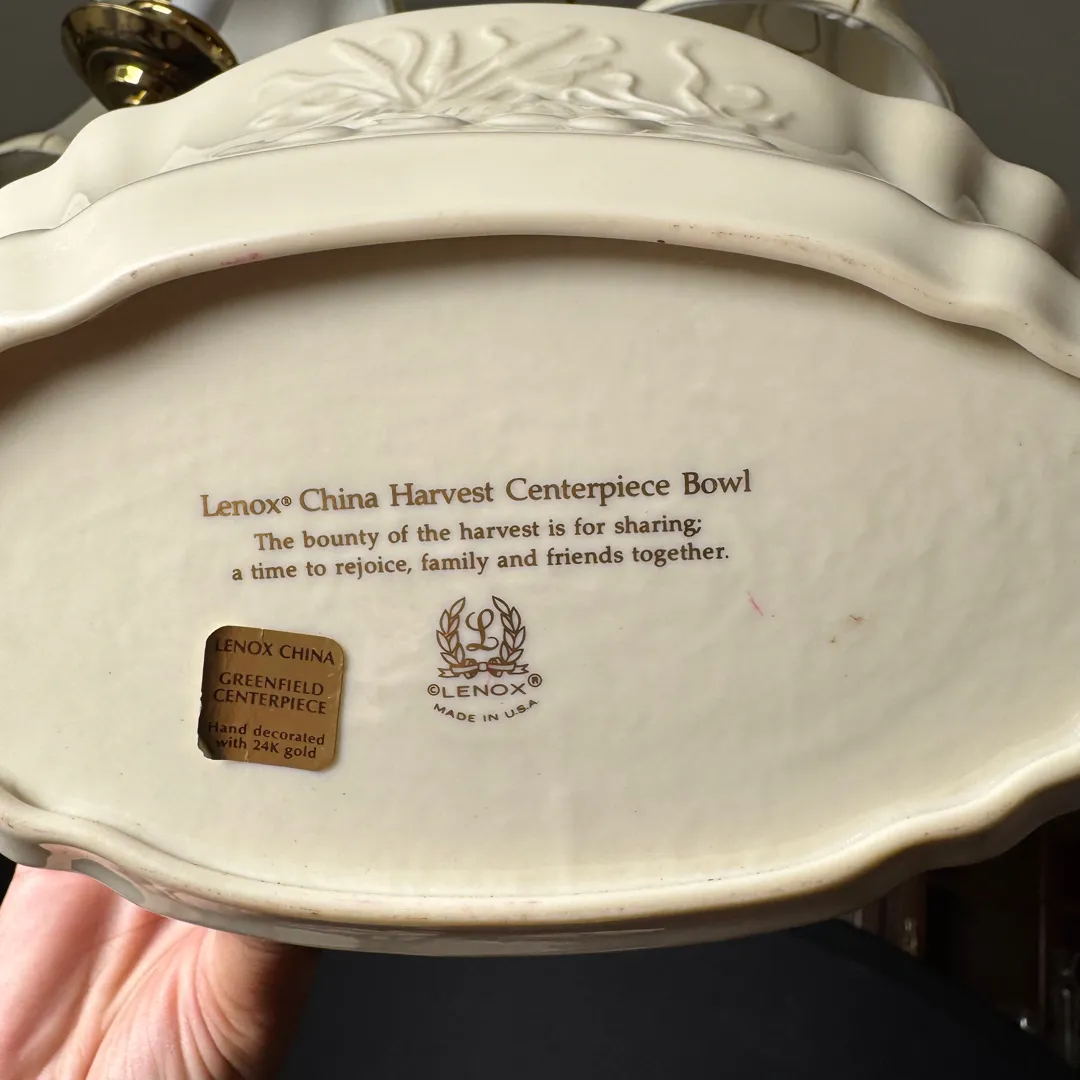 Lenox® China Harvest Centerpiece Bowl
The bounty of the harvest is for sharing;
a time to rejoice, family and friends together.
L
©LENOX®
MADE IN U.S.A
LENOX CHINA
GREENFIELD
CENTERPIECE
Hand decorated
with 24K gold